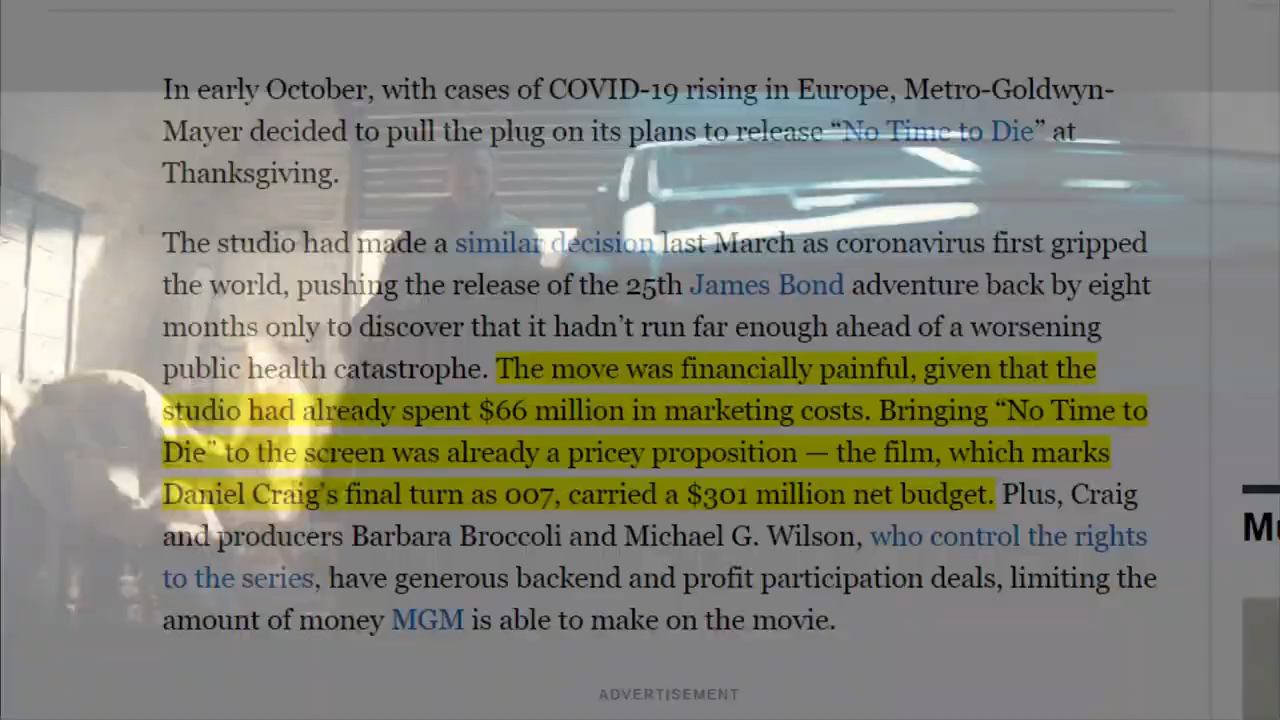 In early October, with cases of COVID-19 rising in Europe, Metro-Goldwyn-
Mayer decided to pull the plug on its plans to release “No Time to Die” at
Thanksgiving.
The studio had made a similar decision last March as coronavirus first gripped
the world, pushing the release of the 25th James Bond adventure back by eight
months only to discover that it hadn’t run far enough ahead of a worsening
public health catastrophe. The move was financially painful, given that the
studio had already spent $66 million in marketing costs. Bringing “No Time to
Die” to the screen was already a pricey proposition — the film, which marks
Daniel Craig’s final turn as 007, carried a $301 million net budget. Plus, Craig
and producers Barbara Broccoli and Michael G. Wilson, who control the rights
to the series, have generous backend and profit participation deals, limiting the
amount of money MGM is able to make on the movie.
ADVERTISEMENT